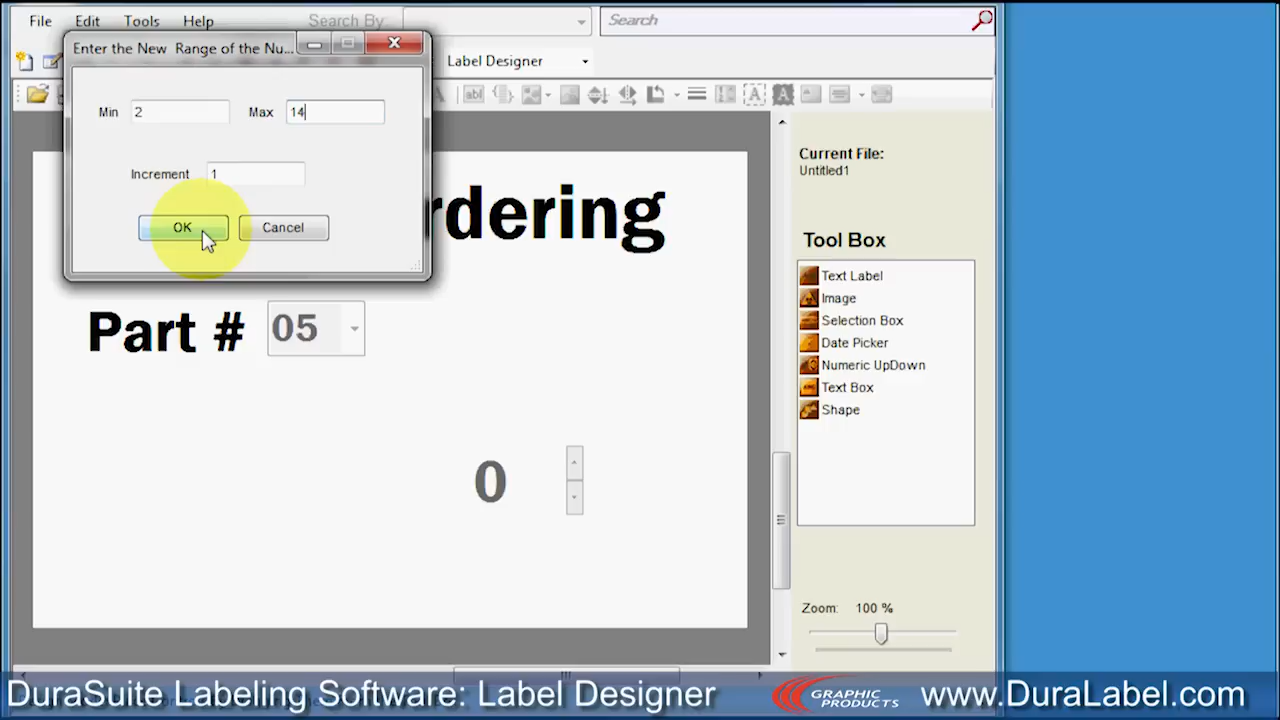 File Edit Tools Help Search By: Search
Enter the New Range of the Nu...
Label Designer
Min 2 Max 14
Increment 1
OK Cancel
rdering
Part # 05
0
Current File:
Untitled1
Tool Box
Text Label
Image
Selection Box
Date Picker
Numeric UpDown
Text Box
Shape
Zoom: 100 %
DuraSuite Labeling Software: Label Designer GRAPHIC PRODUCTS www.DuraLabel.com